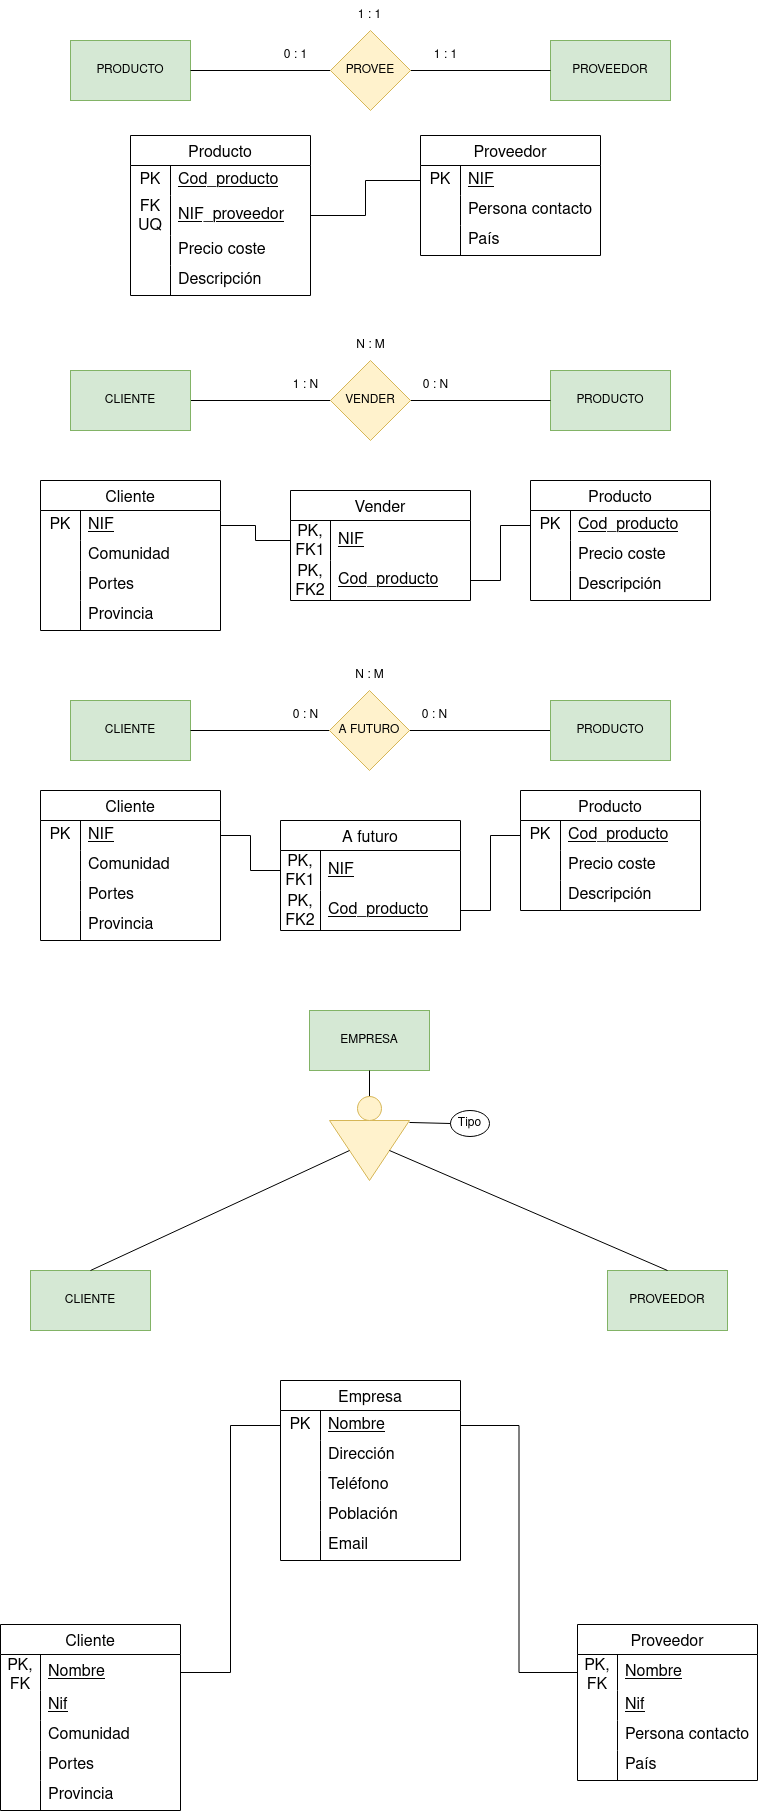 1 : 1
PRODUCTO
0 : 1
PROVEE
1 : 1
PROVEEDOR
Producto
PK Cod_producto
FK
UQ
NIF_proveedor
Precio coste
Descripción
Proveedor
PK NIF
Persona contacto
País
N : M
CLIENTE
1 : N
VENDER
0 : N
PRODUCTO
Cliente
PK NIF
Comunidad
Portes
Provincia
Vender
PK,
FK1
NIF
PK,
FK2
Cod_producto
Producto
PK Cod_producto
Precio coste
Descripción
N : M
CLIENTE
0 : N
A FUTURO
0 : N
PRODUCTO
Cliente
PK NIF
Comunidad
Portes
Provincia
A futuro
PK,
FK1
NIF
PK,
FK2
Cod_producto
Producto
PK Cod_producto
Precio coste
Descripción
EMPRESA
Tipo
CLIENTE
PROVEEDOR
Empresa
PK Nombre
Dirección
Teléfono
Población
Email
Cliente
PK,
FK
Nombre
Nif
Comunidad
Portes
Provincia
Proveedor
PK,
FK
Nombre
Nif
Persona contacto
País